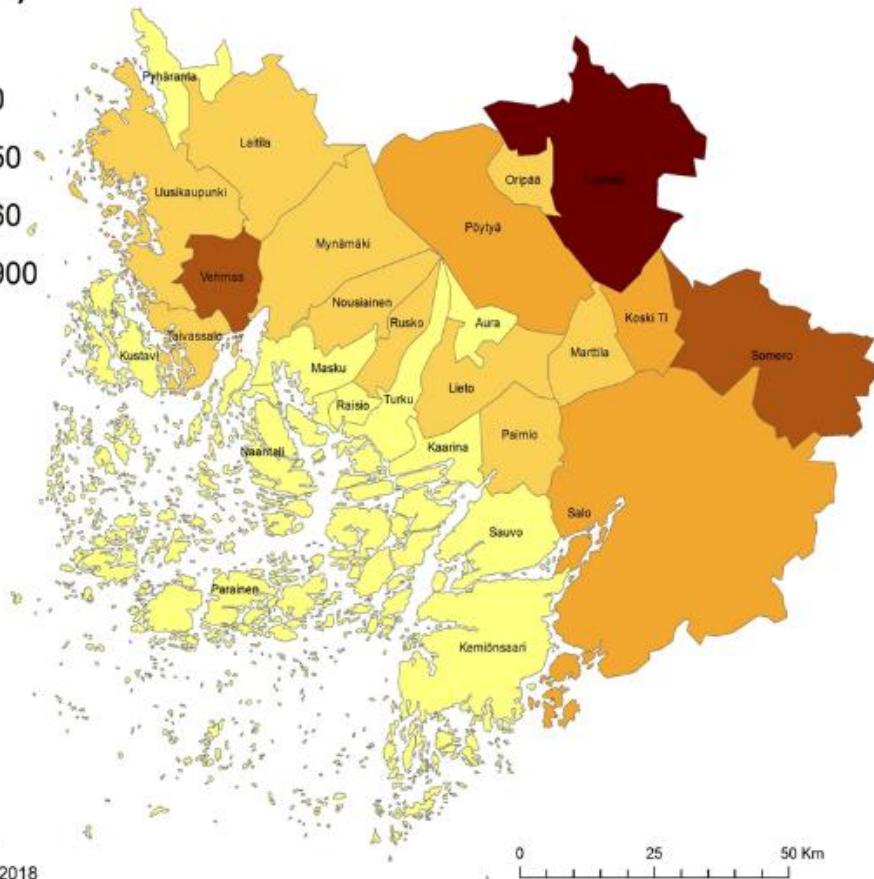 )
0
50
60
900
Pyhäranta
Laitila
Uusikaupunki
Oripää
Loimaa
Mynämäki
Pöytyä
Vehmaa
Nousiainen
Rusko
Aura
Koski Tl
Taivassalo
Kustavi
Masku
Marttila
Somero
Lieto
Raisio
Turku
Paimio
Naantali
Kaarina
Salo
Sauvo
Parainen
Kemiönsaari
0 25 50 Km
2018